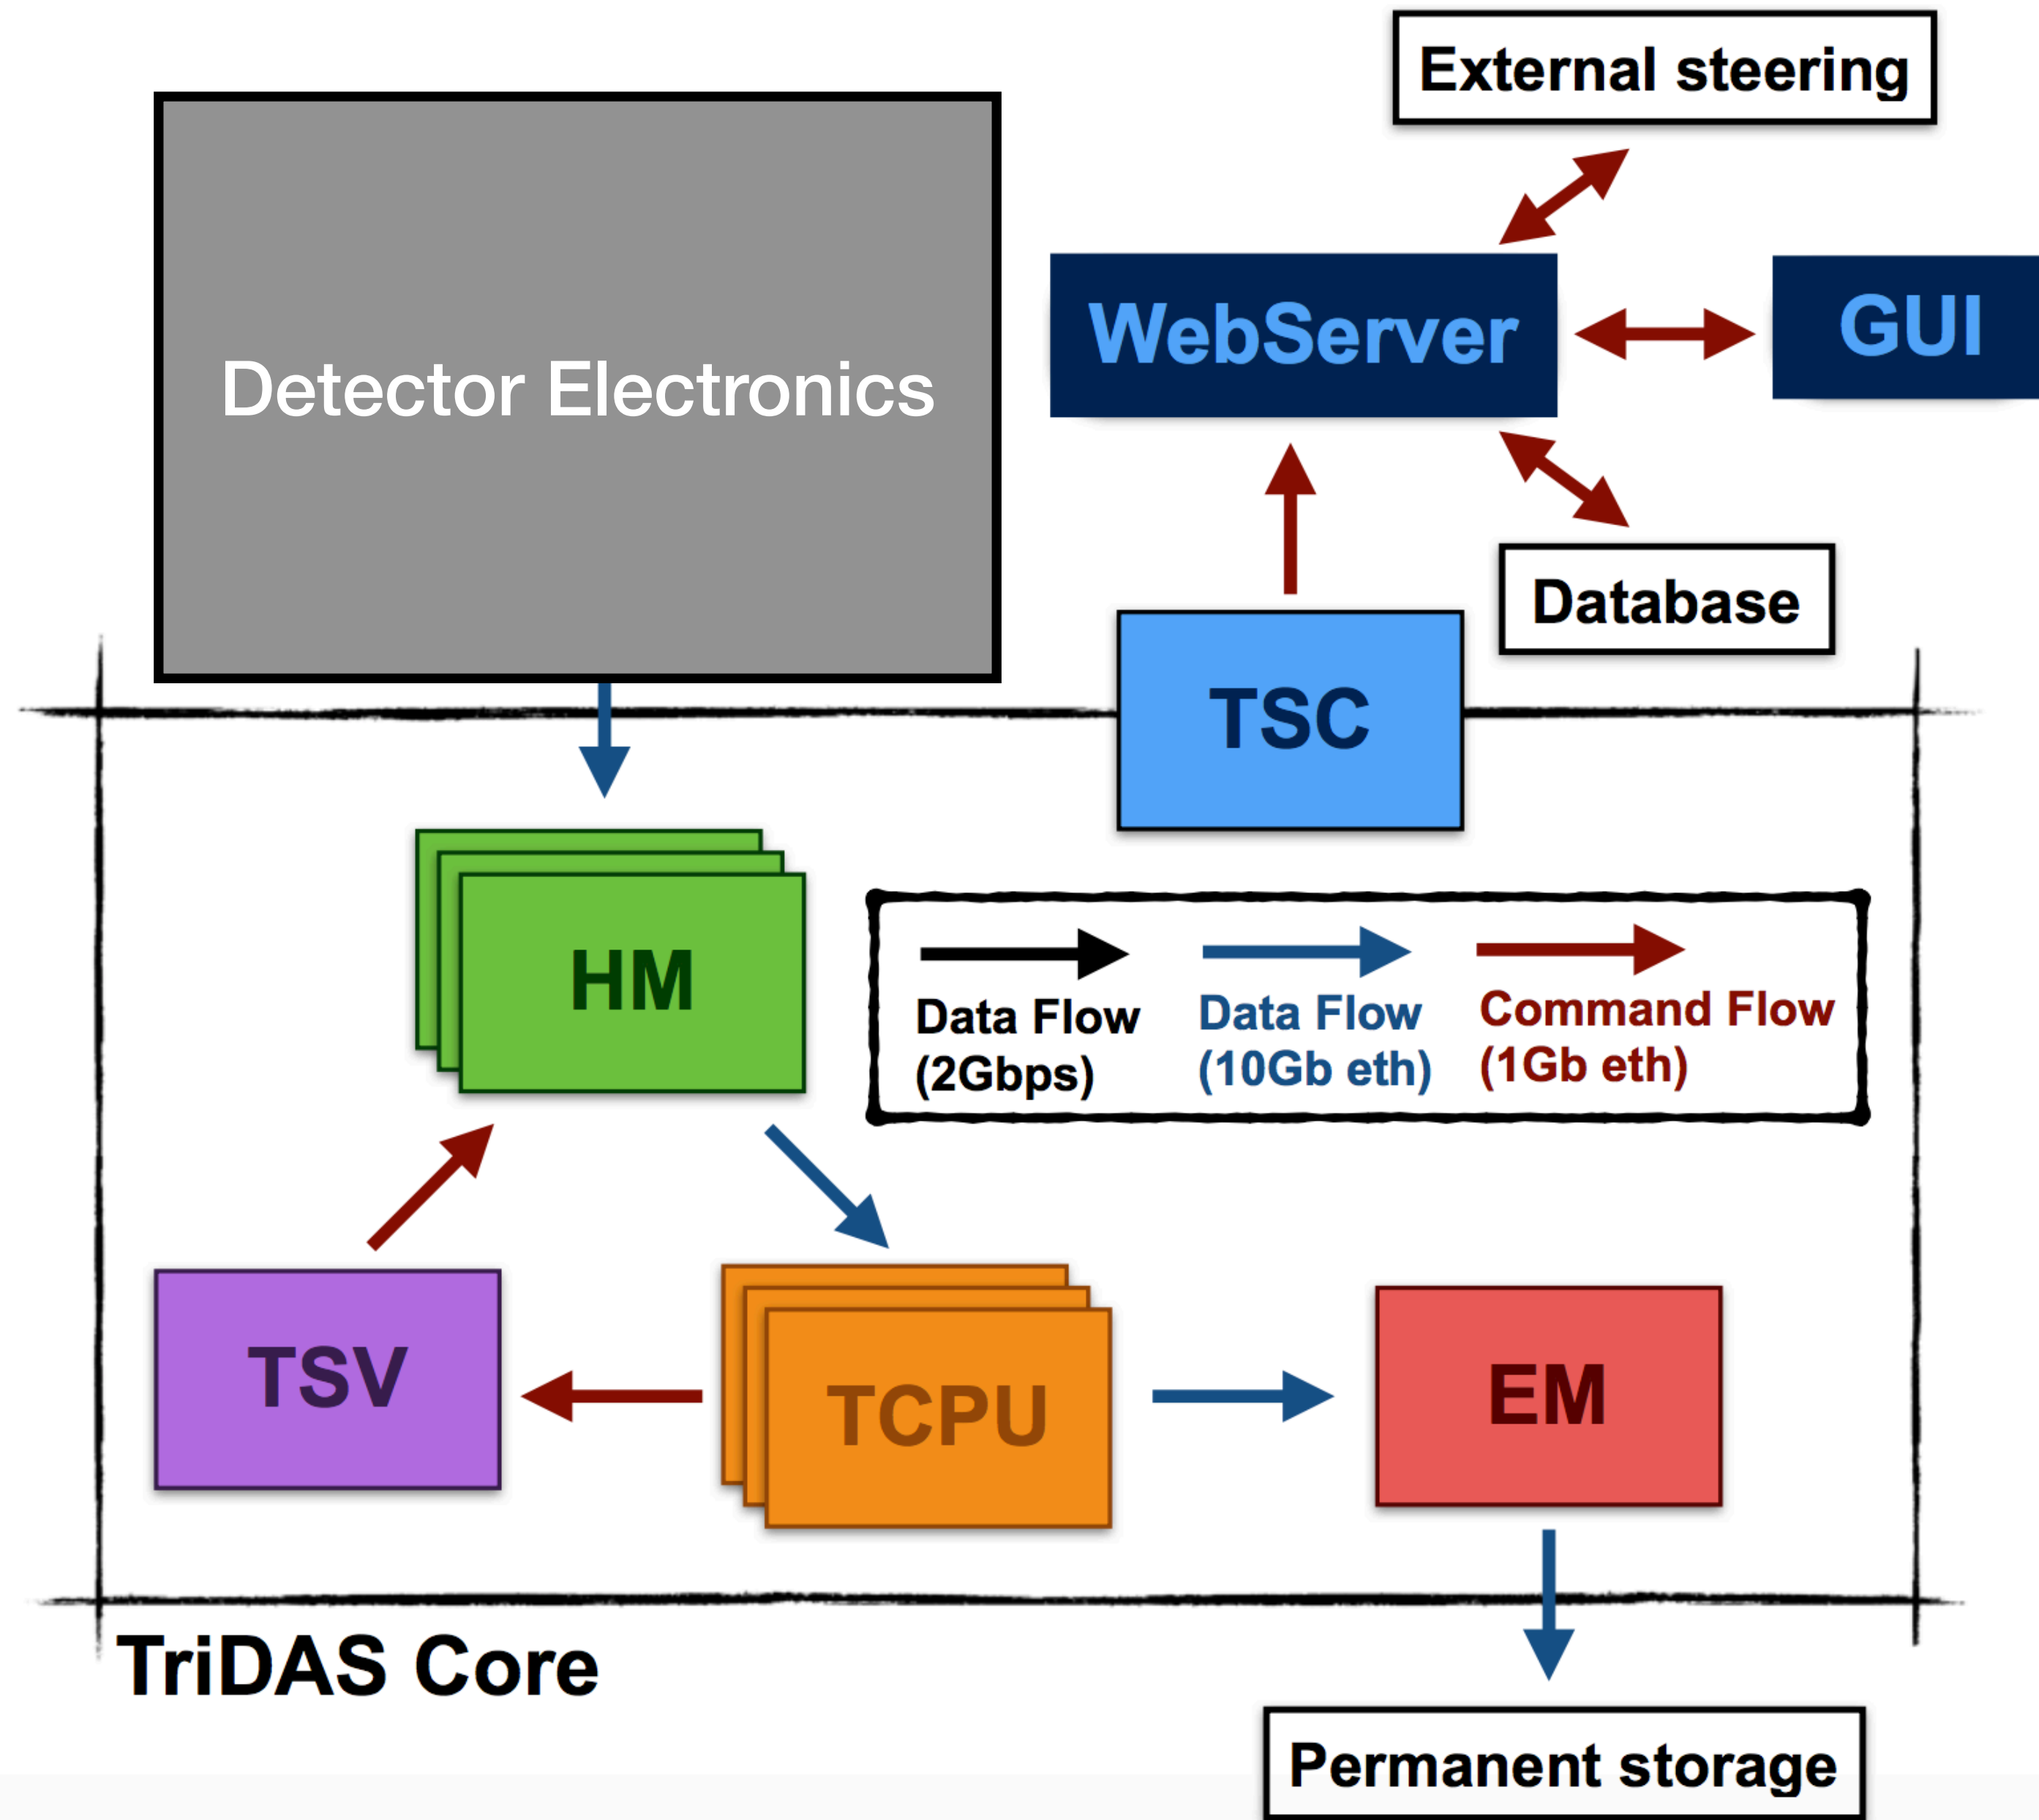 External steering
Detector Electronics
WebServer
GUI
Database
TSC
HM
Data Flow
(2Gbps)
Data Flow
(10Gb eth)
Command Flow
(1Gb eth)
TSV
TCPU
EM
TriDAS Core
Permanent storage